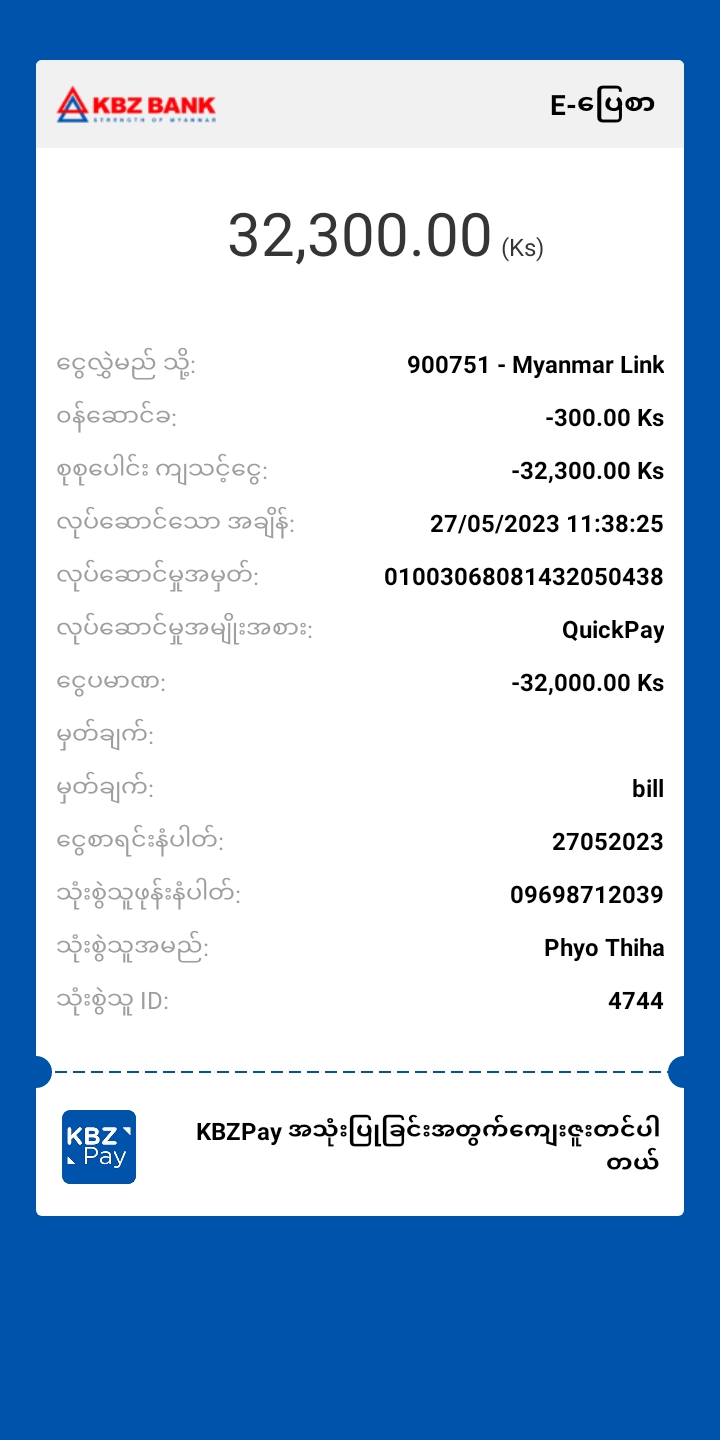 KBZ BANK
STRENGTH OF MYANMAR
E-ပြေစာ
32,300.00 (Ks)
ငွေလွှဲမည် သို့: 900751 - Myanmar Link
ဝန်ဆောင်ခ: -300.00 Ks
စုစုပေါင်း ကျသင့်ငွေ: -32,300.00 Ks
လုပ်ဆောင်သော အချိန်: 27/05/2023 11:38:25
လုပ်ဆောင်မှုအမှတ်: 01003068081432050438
လုပ်ဆောင်မှုအမျိုးအစား: QuickPay
ငွေပမာဏ: -32,000.00 Ks
မှတ်ချက်:
မှတ်ချက်: bill
ငွေစာရင်းနံပါတ်: 27052023
သုံးစွဲသူဖုန်းနံပါတ်: 09698712039
သုံးစွဲသူအမည်: Phyo Thiha
သုံးစွဲသူ ID: 4744
KBZ Pay
KBZPay အသုံးပြုခြင်းအတွက်ကျေးဇူးတင်ပါ
တယ်